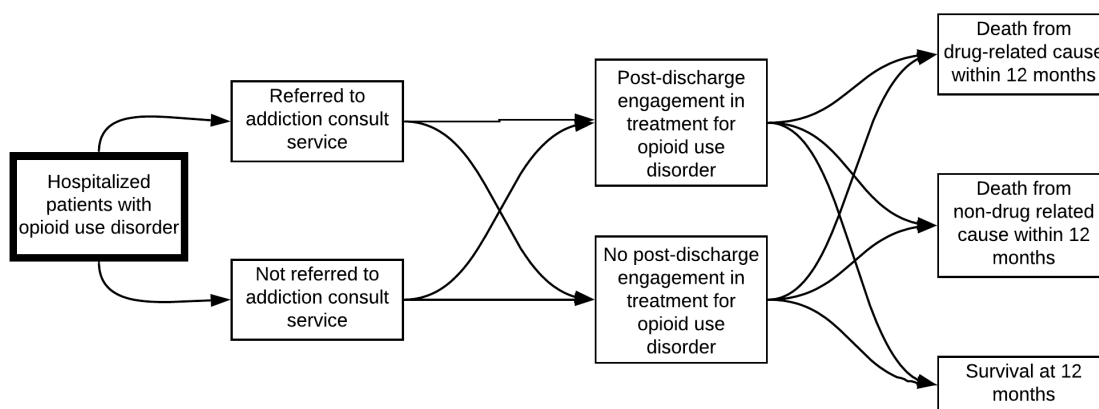 Hospitalized
patients with
opioid use disorder
Referred to
addiction consult
service
Not referred to
addiction consult
service
Post-discharge
engagement in
treatment for
opioid use
disorder
No post-discharge
engagement in
treatment for
opioid use
disorder
Death from
drug-related cause
within 12 months
Death from
non-drug related
cause within 12
months
Survival at 12
months